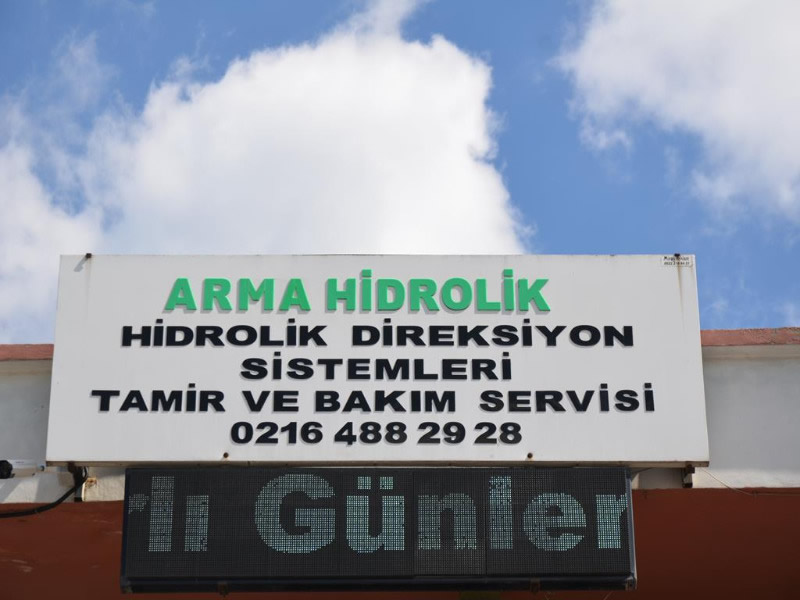 ARMA HİDROLİK
HİDROLİK DİREKSİYON
SİSTEMLERİ
TAMİR VE BAKIM SERVİSİ
0216 488 29 28
lı Günler